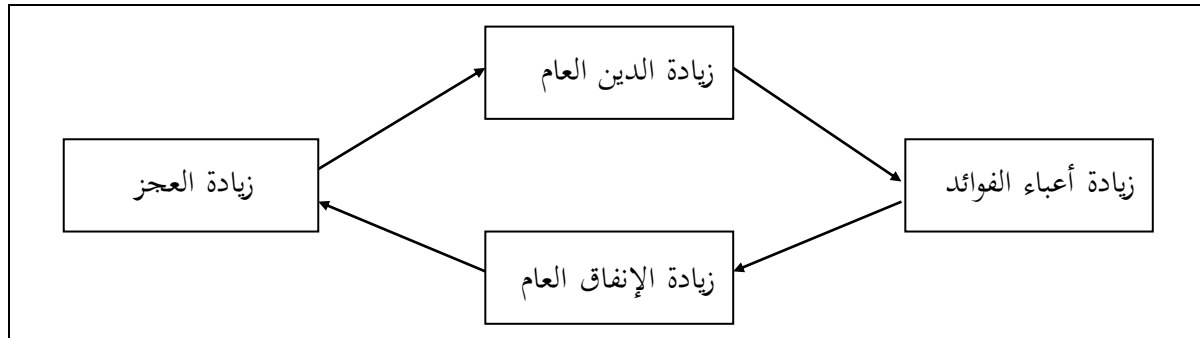 زيادة الدين العام
زيادة أعباء الفوائد
زيادة العجز
زيادة الإنفاق العام